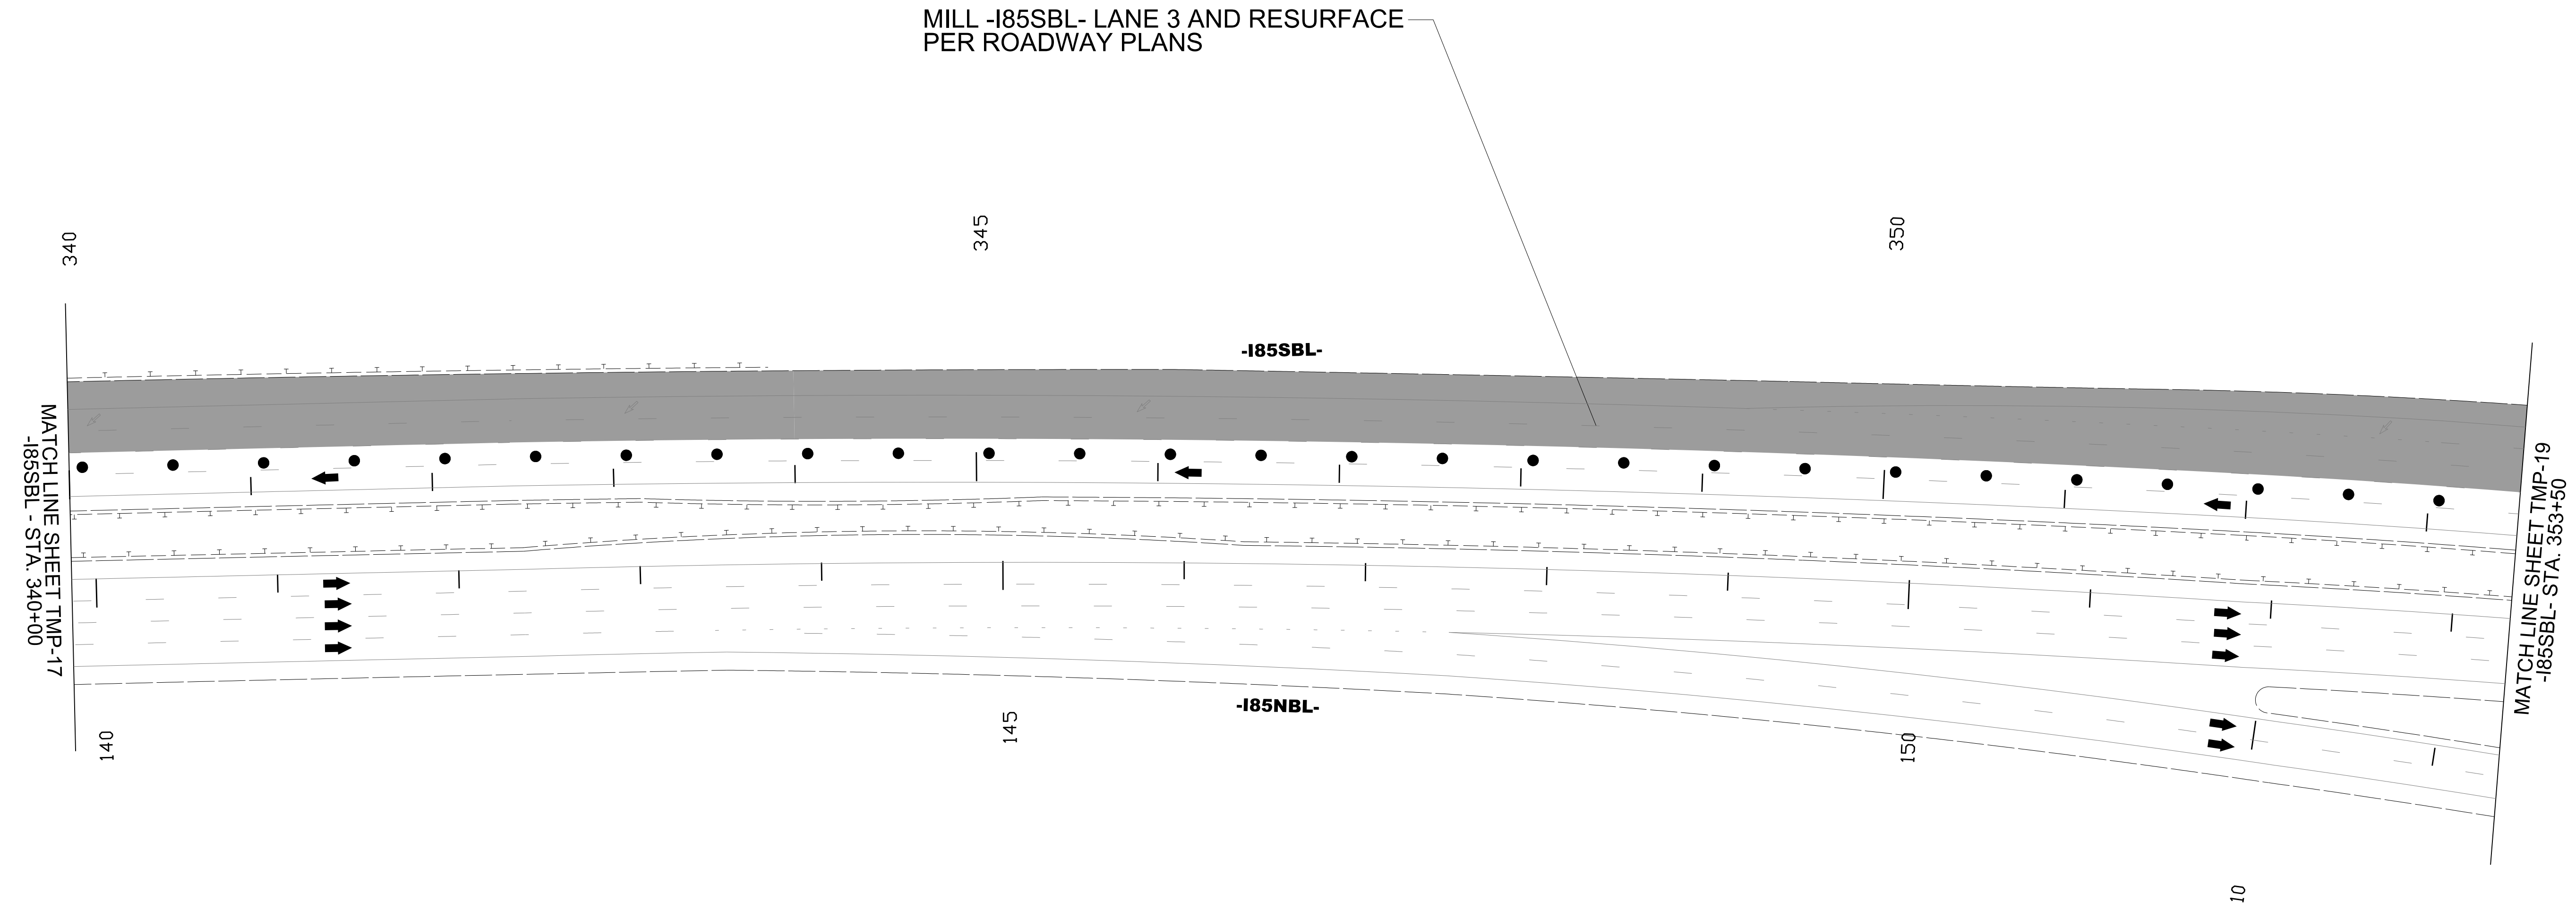 MILL -I85SBL- LANE 3 AND RESURFACE
PER ROADWAY PLANS
340
345
350
-I85SBL-
MATCH LINE SHEET TMP-17
-I85SBL - STA. 340+00
MATCH LINE SHEET TMP-19
-I85SBL- STA. 353+50
-I85NBL-
140
145
150
10